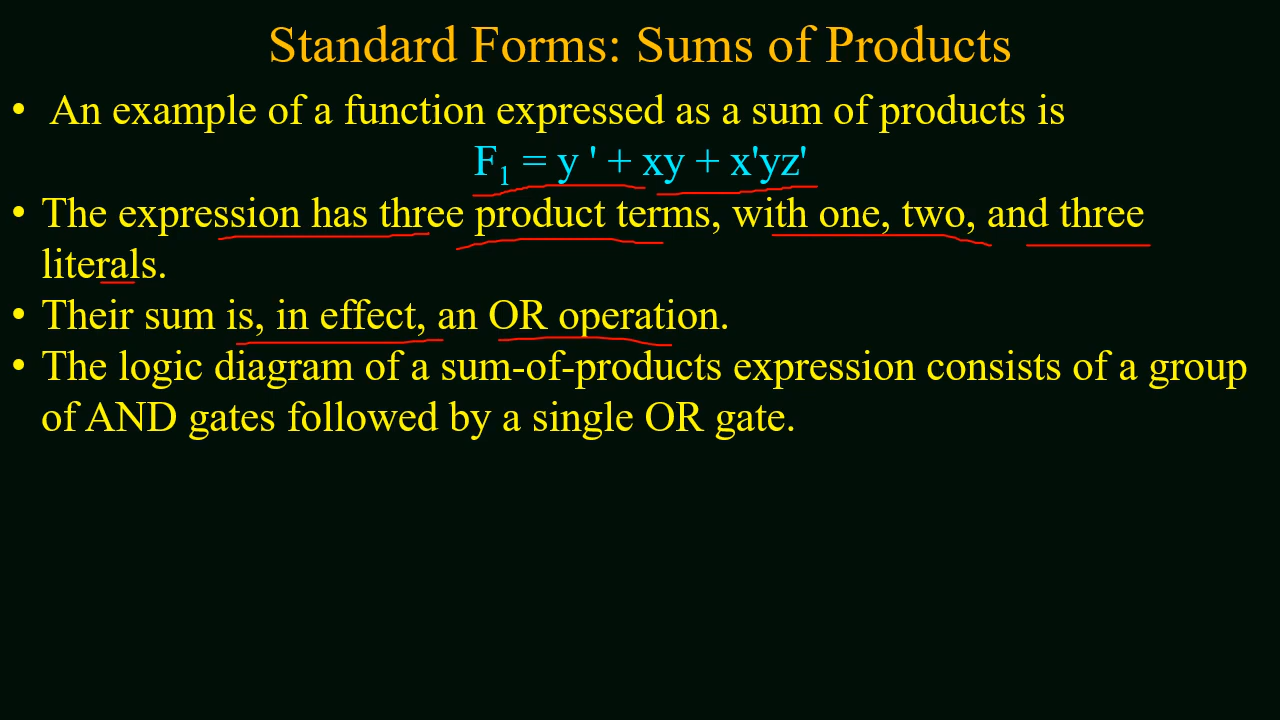 Standard Forms: Sums of Products
• An example of a function expressed as a sum of products is
F₁ = y ' + xy + x'yz'
• The expression has three product terms, with one, two, and three
literals.
• Their sum is, in effect, an OR operation.
• The logic diagram of a sum-of-products expression consists of a group
of AND gates followed by a single OR gate.